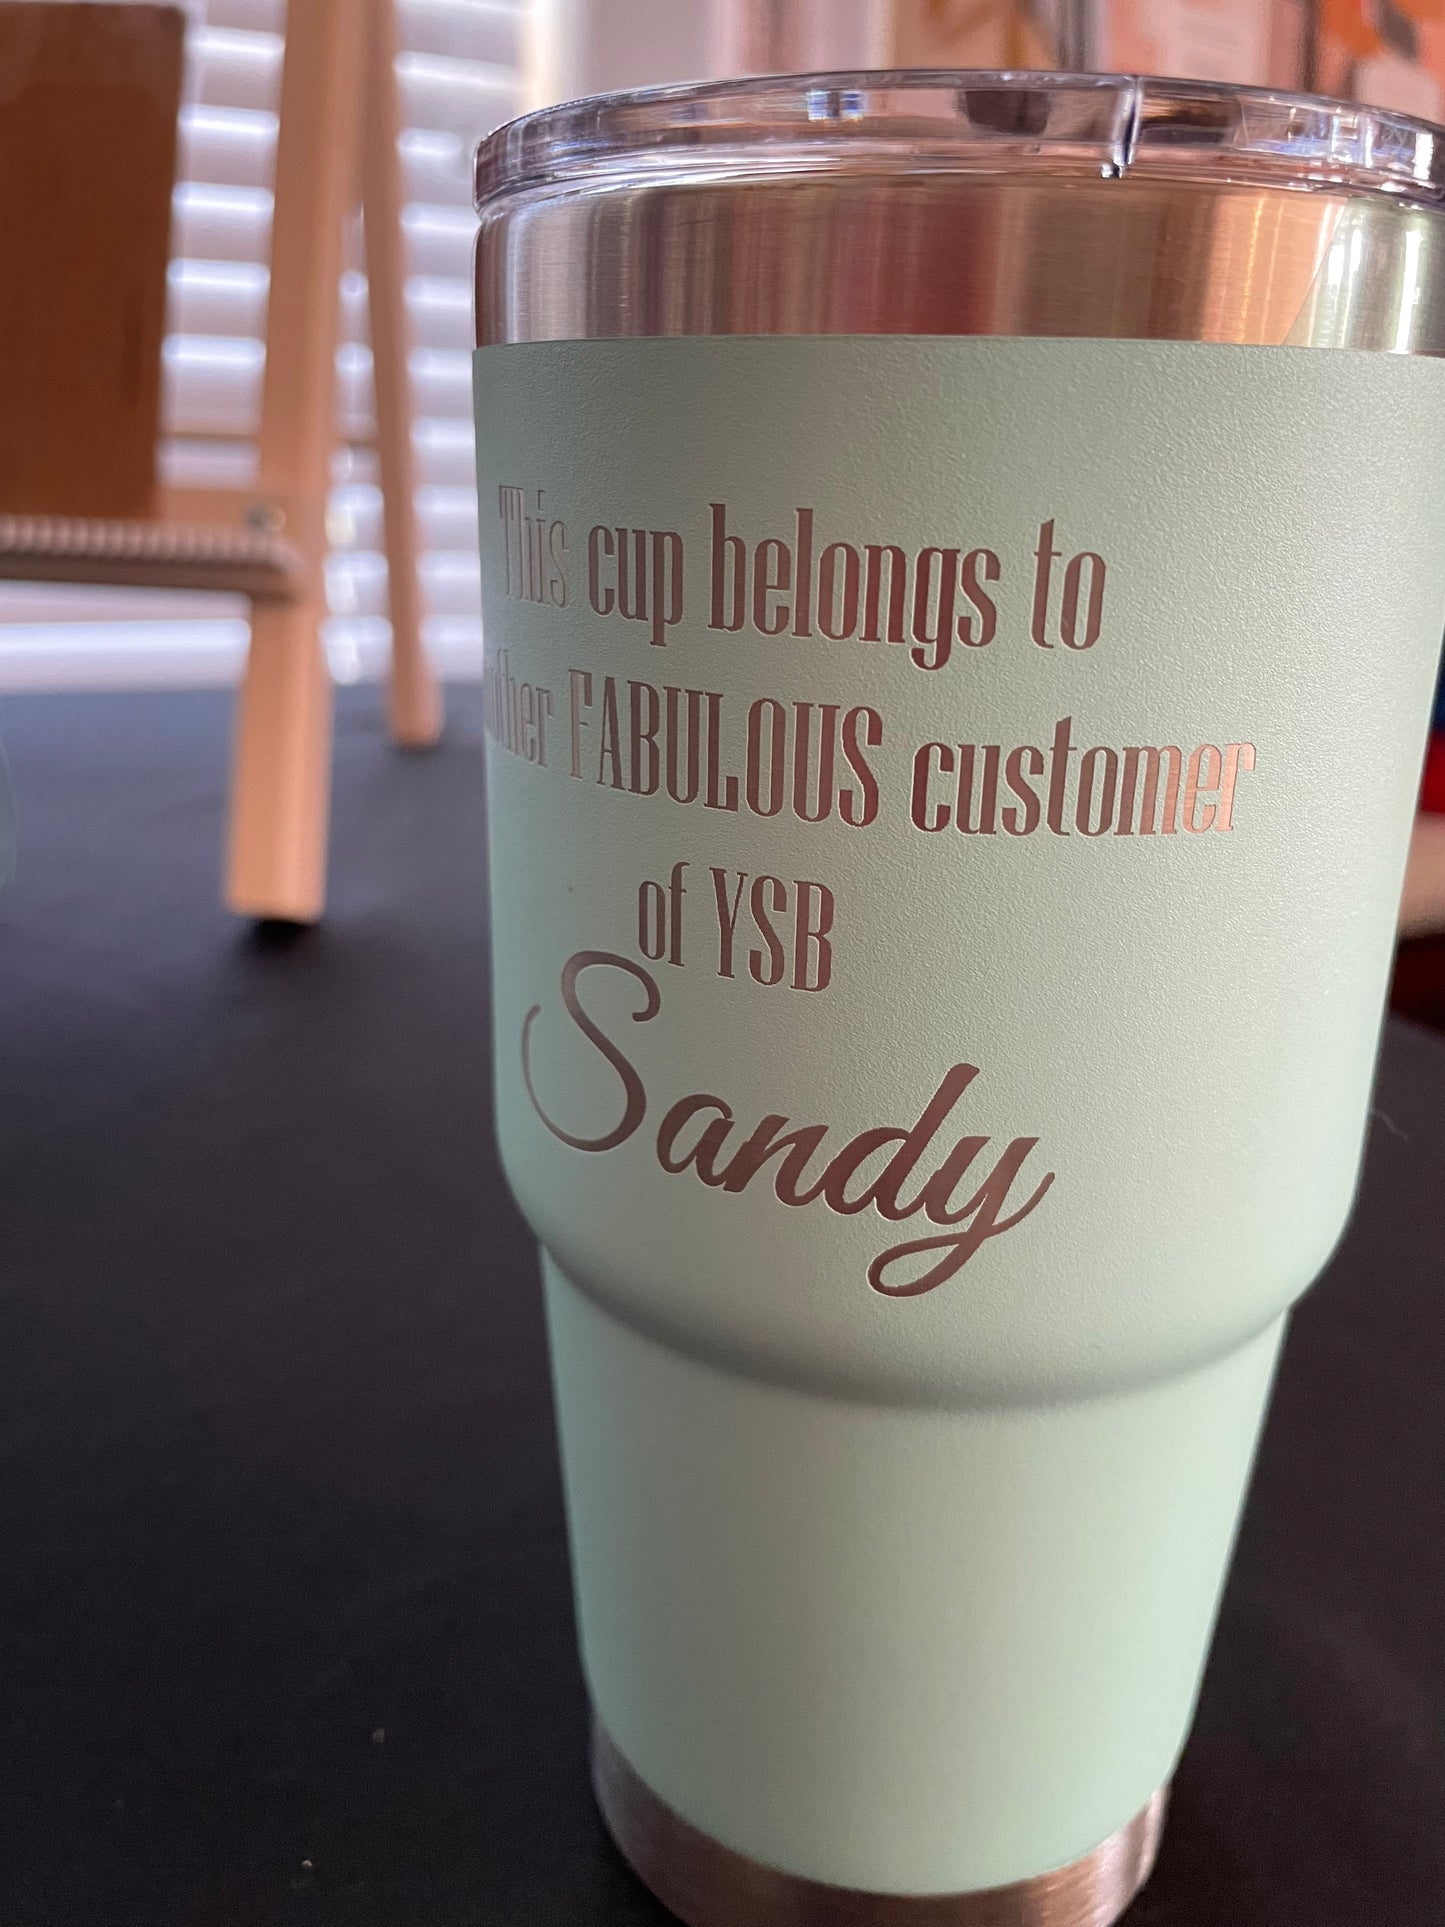 This cup belongs to
FABULOUS customer
of YSB
Sandy